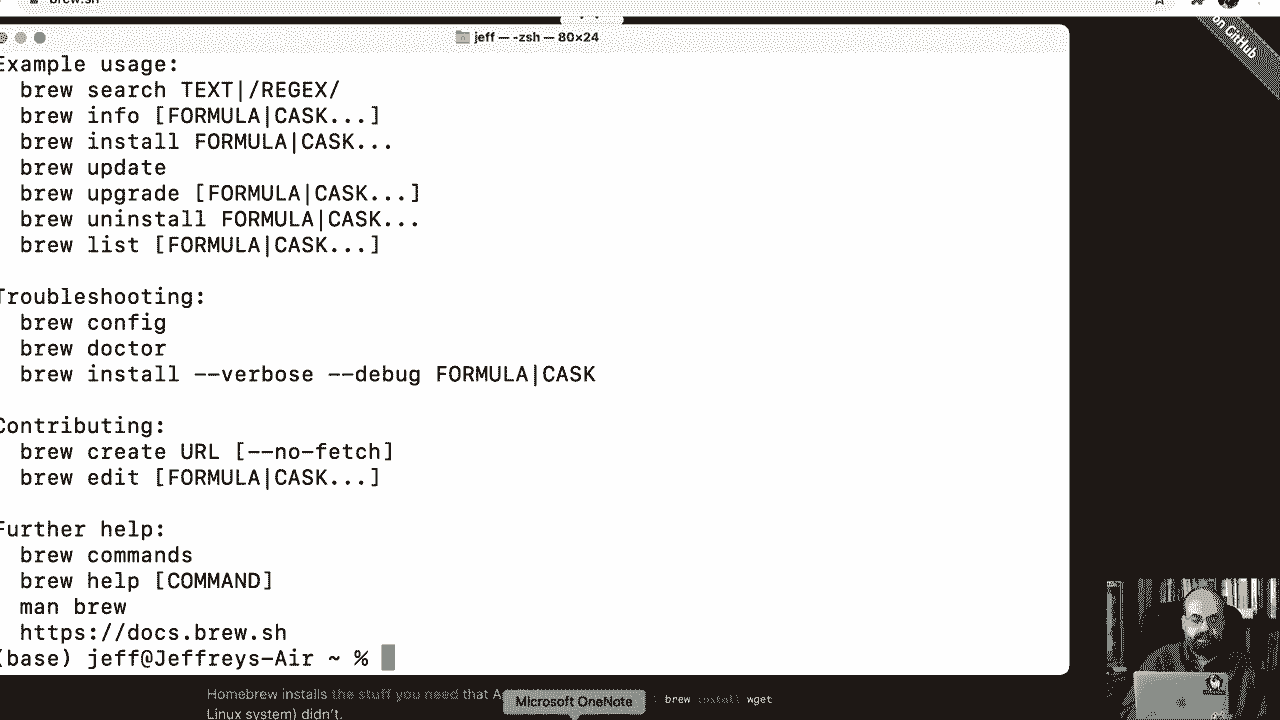 brew.sh
on GitHub
jeff — -zsh — 80×24
Example usage:
brew search TEXT|/REGEX/
brew info [FORMULA|CASK...]
brew install FORMULA|CASK...
brew update
brew upgrade [FORMULA|CASK...]
brew uninstall FORMULA|CASK...
brew list [FORMULA|CASK...]
Troubleshooting:
brew config
brew doctor
brew install --verbose --debug FORMULA|CASK
Contributing:
brew create URL [--no-fetch]
brew edit [FORMULA|CASK...]
Further help:
brew commands
brew help [COMMAND]
man brew
https://docs.brew.sh
(base) jeff@Jeffreys-Air ~ %
Homebrew installs the stuff you need that A
Linux system) didn't.
Microsoft OneNote
brew install wget